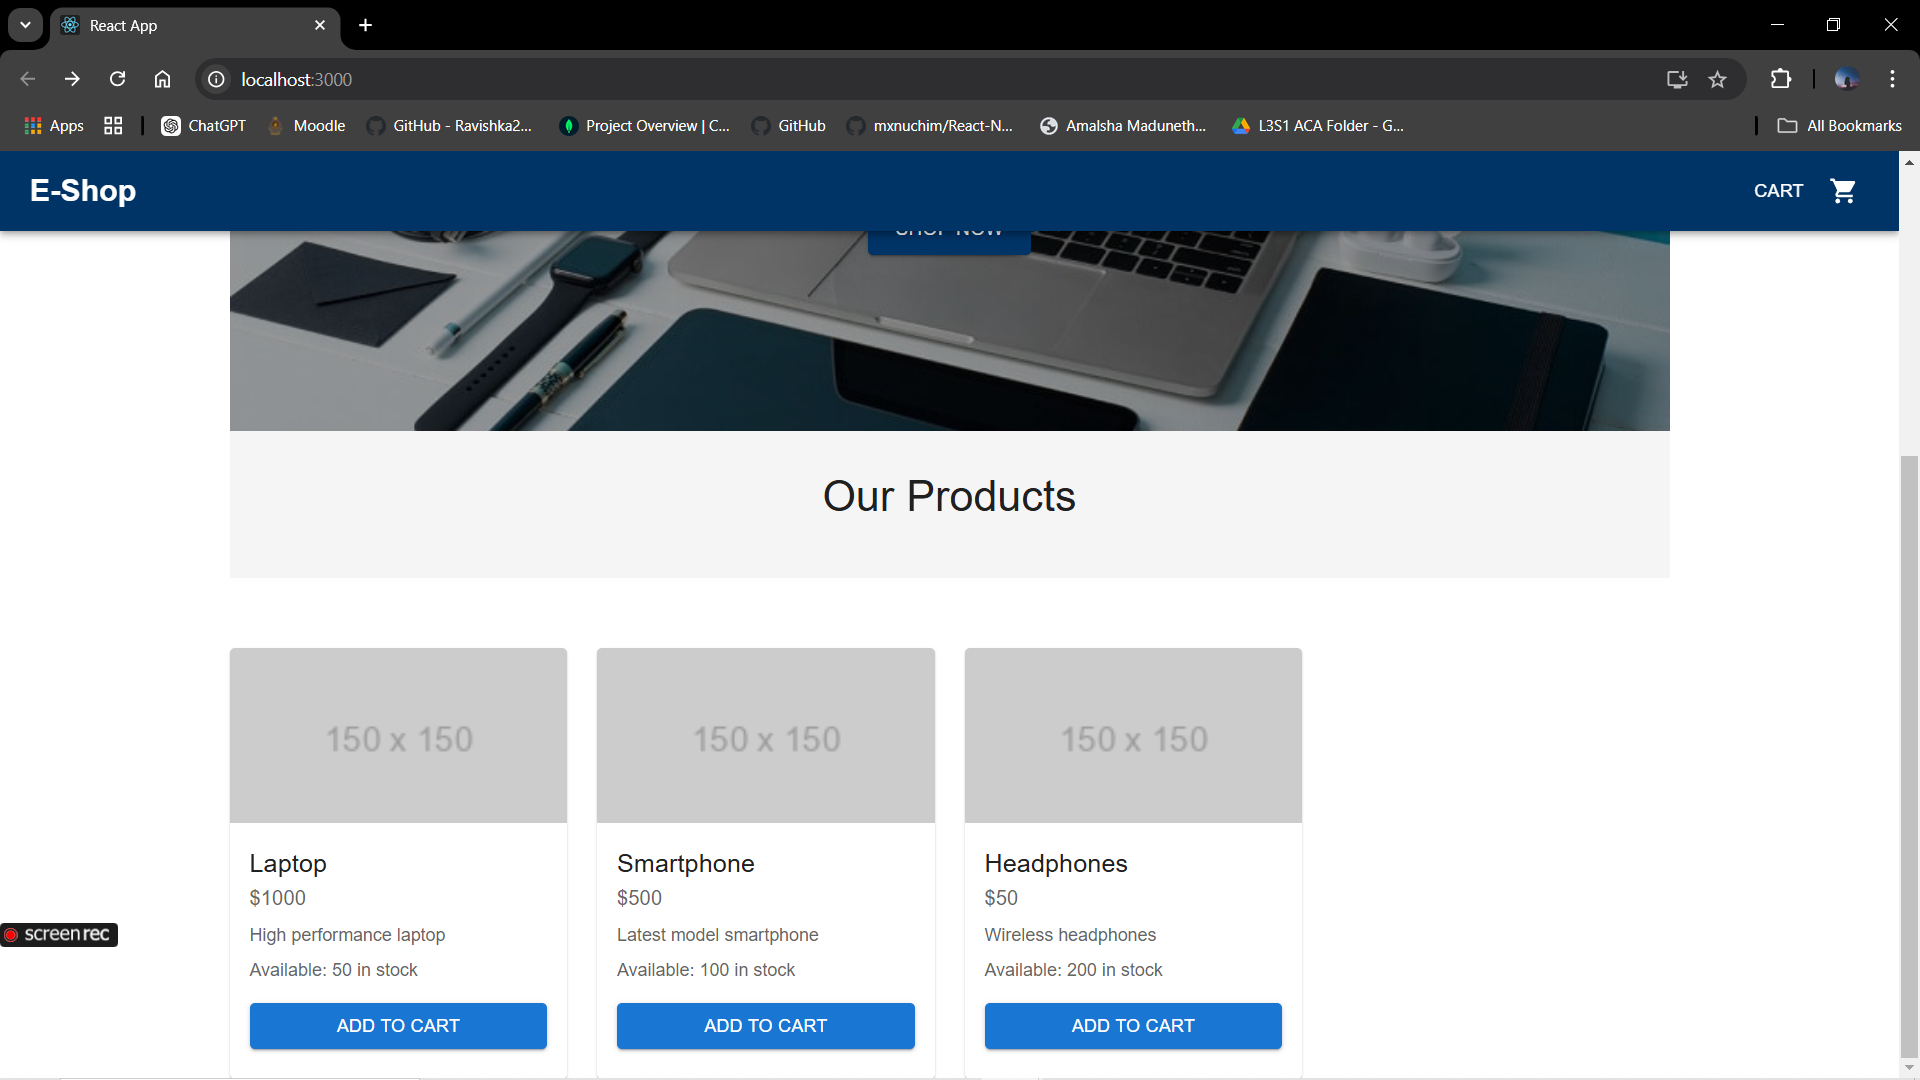 React App
localhost:3000
Apps
ChatGPT
Moodle
GitHub - Ravishka2...
Project Overview | C...
GitHub
mxnuchim/React-N...
Amalsha Maduneth...
L3S1 ACA Folder - G...
All Bookmarks
E-Shop
CART
SHOP NOW
Our Products
150 x 150
150 x 150
150 x 150
Laptop
$1000
High performance laptop
Available: 50 in stock
ADD TO CART
Smartphone
$500
Latest model smartphone
Available: 100 in stock
ADD TO CART
Headphones
$50
Wireless headphones
Available: 200 in stock
ADD TO CART
screenrec